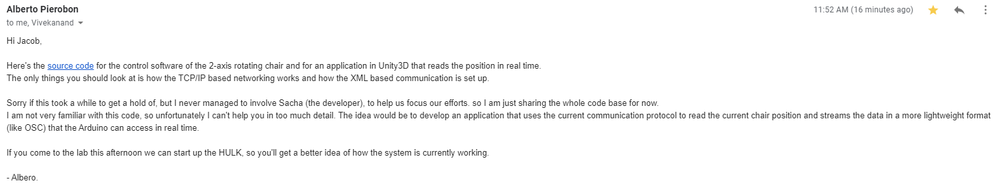 Alberto Pierobon
11:52 AM (16 minutes ago)
to me, Vivekanand
Hi Jacob,
Here's the source code for the control software of the 2-axis rotating chair and for an application in Unity3D that reads the position in real time.
The only things you should look at is how the TCP/IP based networking works and how the XML based communication is set up.
Sorry if this took a while to get a hold of, but I never managed to involve Sacha (the developer), to help us focus our efforts. so I am just sharing the whole code base for now.
I am not very familiar with this code, so unfortunately I can't help you in too much detail. The idea would be to develop an application that uses the current communication protocol to read the current chair position and streams the data in a more lightweight format
(like OSC) that the Arduino can access in real time.
If you come to the lab this afternoon we can start up the HULK, so you'll get a better idea of how the system is currently working.
- Albero.